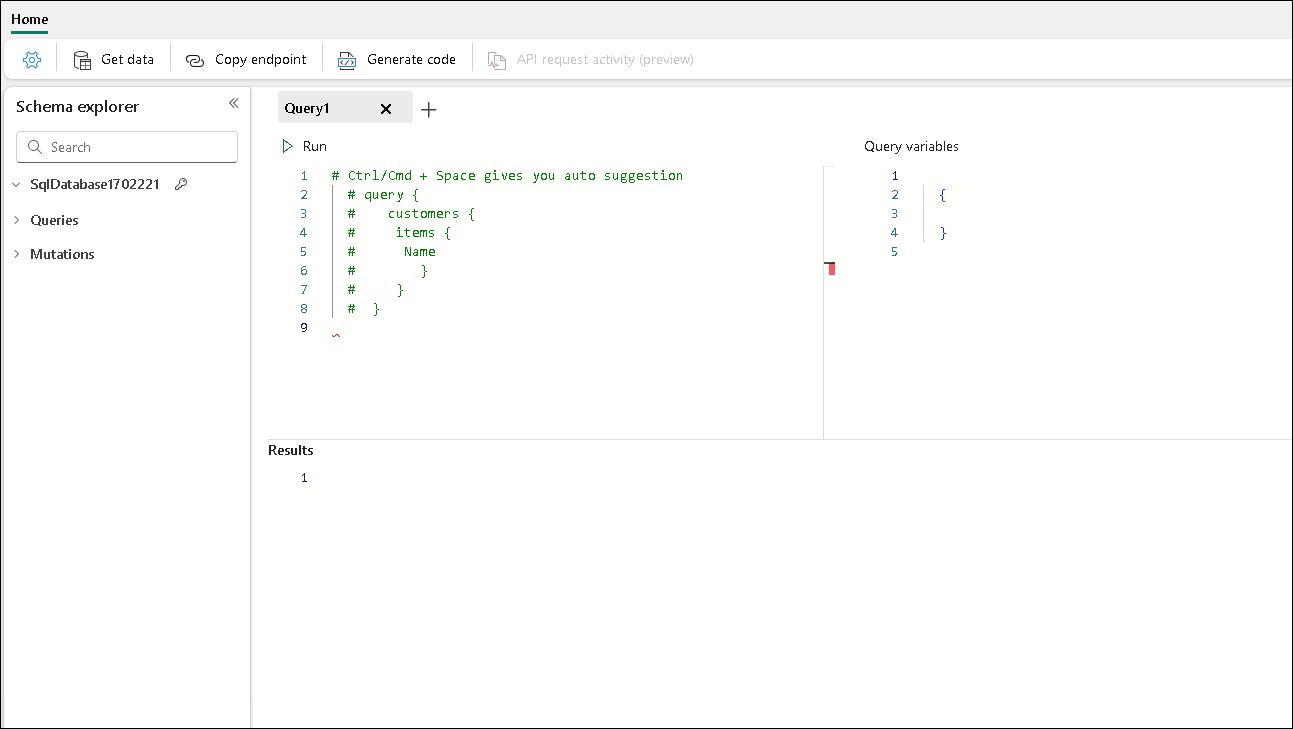 Home
Get data
Copy endpoint
Generate code
API request activity (preview)
Schema explorer
Search
SqlDatabase1702221
Queries
Mutations
Query1
Run
1 # Ctrl/Cmd + Space gives you auto suggestion
2 # query {
3 # customers {
4 # items {
5 # Name
6 # }
7 # }
8 # }
9
Query variables
1
2 {
3
4 }
5
Results
1